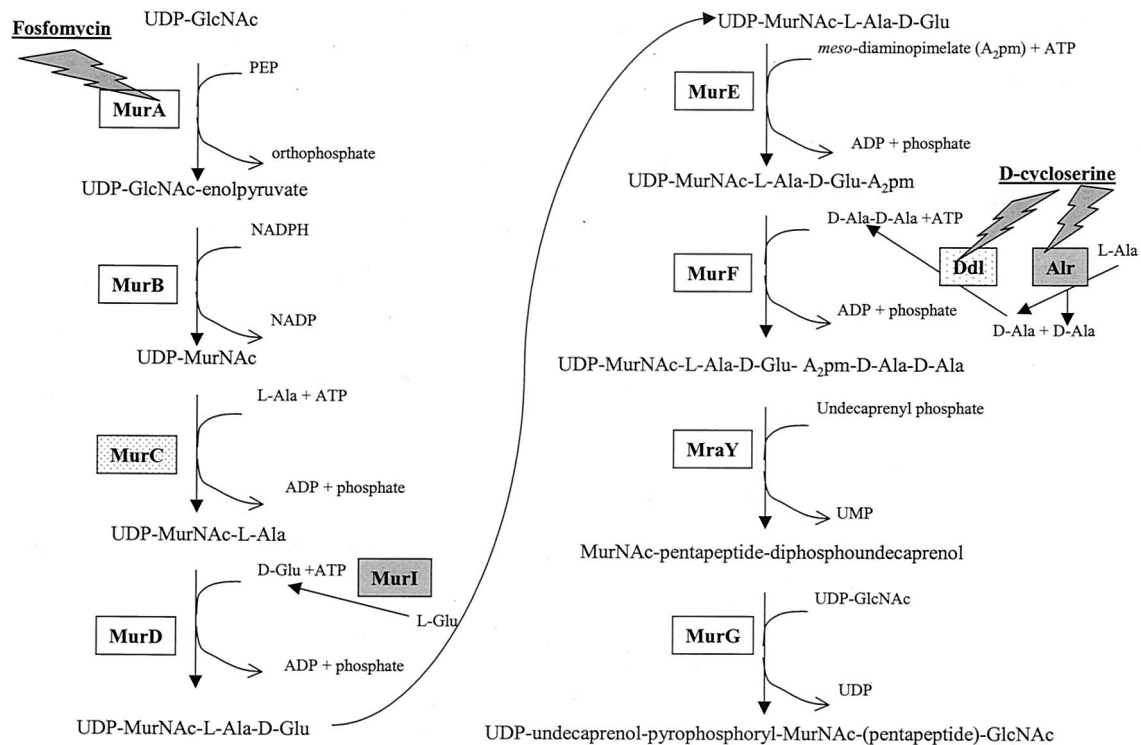 UDP-GlcNAc
Fosfomycin
PEP
MurA
orthophosphate
UDP-GlcNAc-enolpyruvate
NADPH
MurB
NADP
UDP-MurNAc
L-Ala + ATP
MurC
ADP + phosphate
UDP-MurNAc-L-Ala
D-Glu +ATP
MurI
L-Glu
MurD
ADP + phosphate
UDP-MurNAc-L-Ala-D-Glu
UDP-MurNAc-L-Ala-D-Glu
meso-diaminopimelate (A₂pm) + ATP
MurE
ADP + phosphate
UDP-MurNAc-L-Ala-D-Glu-A₂pm
D-cycloserine
D-Ala-D-Ala +ATP
MurF
Ddl
Alr
L-Ala
ADP + phosphate
D-Ala + D-Ala
UDP-MurNAc-L-Ala-D-Glu- A₂pm-D-Ala-D-Ala
Undecaprenyl phosphate
MraY
UMP
MurNAc-pentapeptide-diphosphoundecaprenol
UDP-GlcNAc
MurG
UDP
UDP-undecaprenol-pyrophosphoryl-MurNAc-(pentapeptide)-GlcNAc